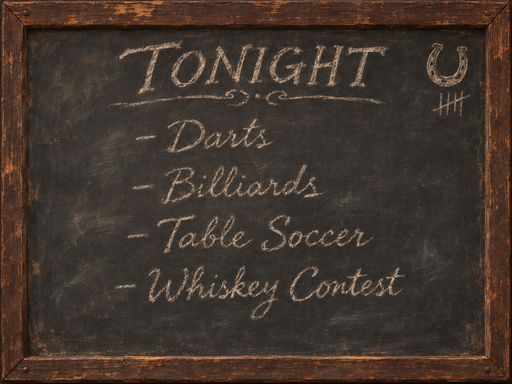 TONIGHT
- Darts
- Billiards
- Table Soccer
- Whiskey Contest